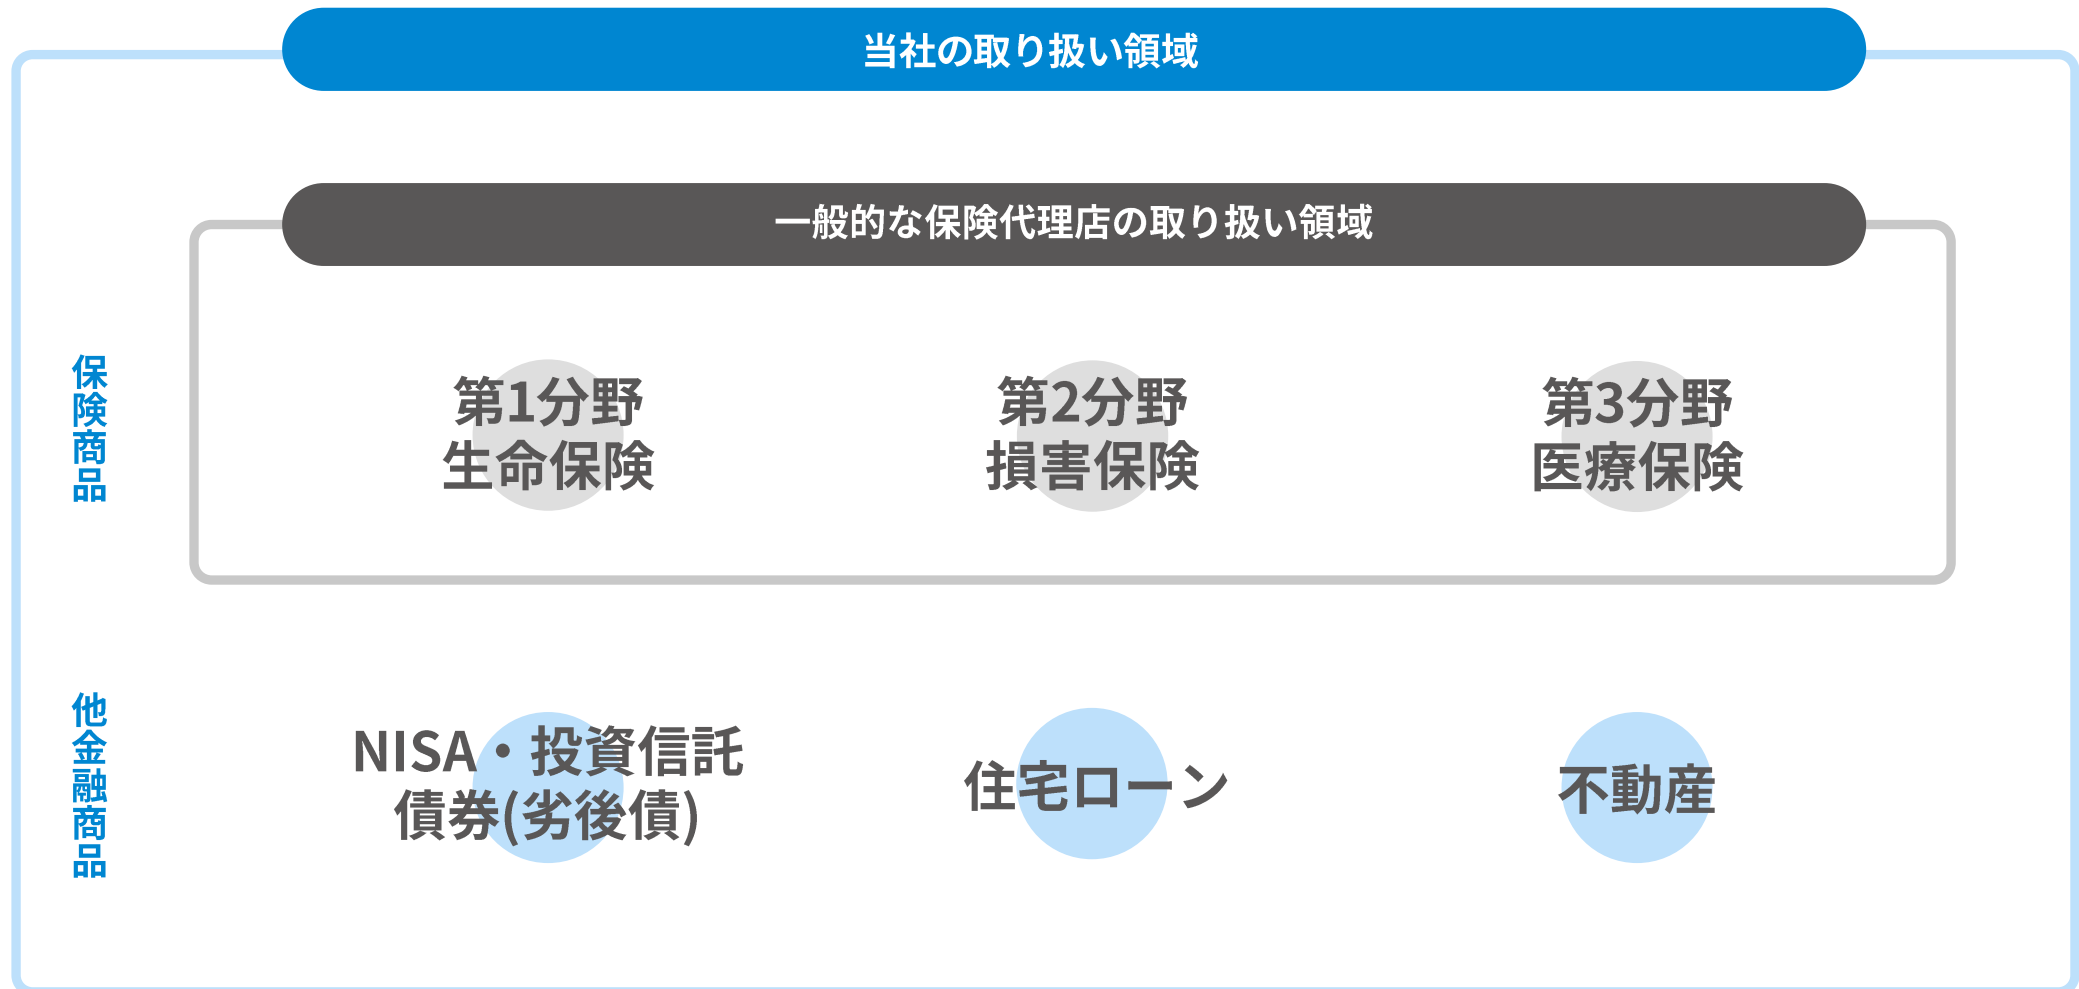 当社の取り扱い領域
一般的な保険代理店の取り扱い領域
保険商品
第1分野
生命保険
第2分野
損害保険
第3分野
医療保険
他金融商品
NISA・投資信託
債券(劣後債)
住宅ローン
不動産